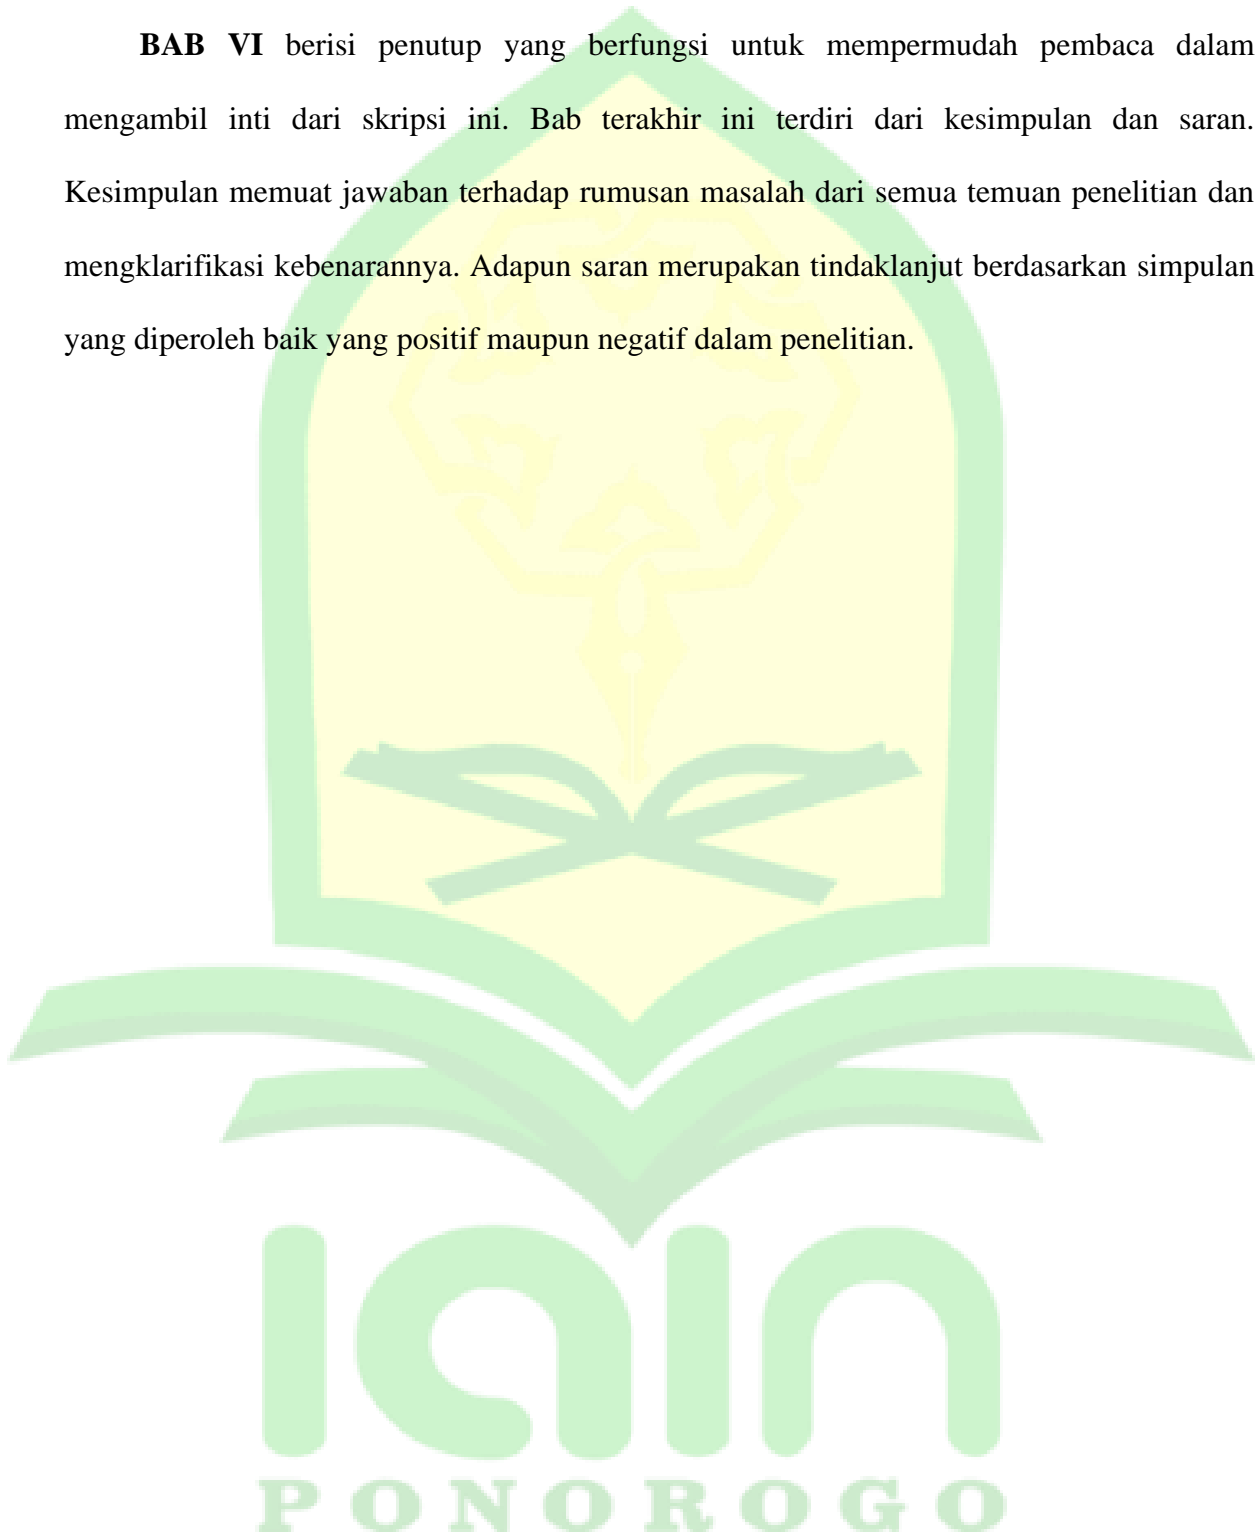 BAB VI berisi penutup yang berfungsi untuk mempermudah pembaca dalam
mengambil inti dari skripsi ini. Bab terakhir ini terdiri dari kesimpulan dan saran.
Kesimpulan memuat jawaban terhadap rumusan masalah dari semua temuan penelitian dan
mengklarifikasi kebenarannya. Adapun saran merupakan tindaklanjut berdasarkan simpulan
yang diperoleh baik yang positif maupun negatif dalam penelitian.
iain
PONOROGO